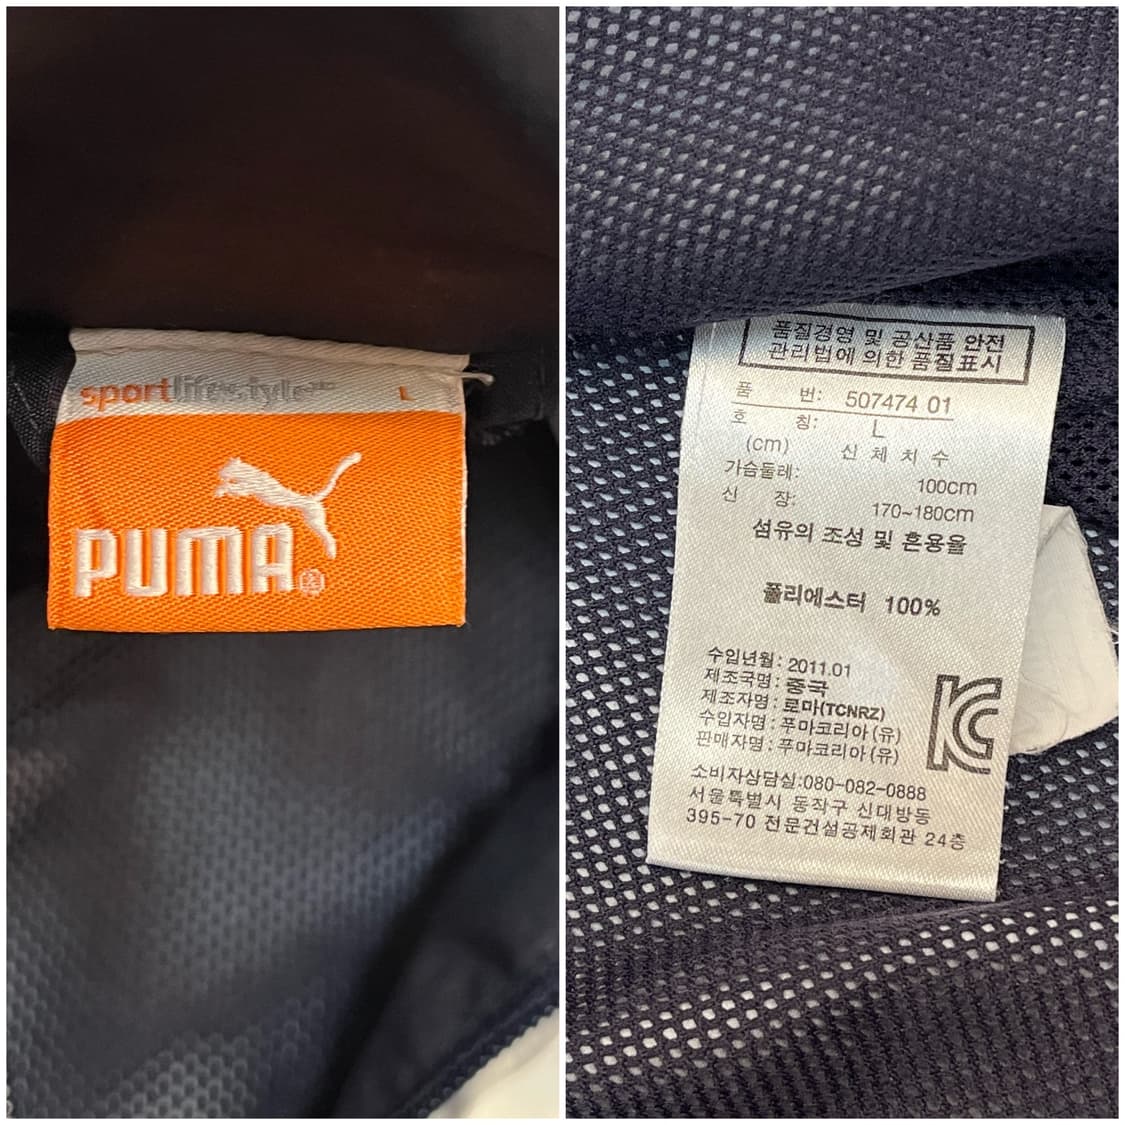 sportlifestyle™ L
PUMA®
품질경영 및 공산품 안전
관리법에 의한 품질표시
품 번: 507474 01
호 칭: L
(cm) 신 체 치 수
가슴둘레: 100cm
신 장: 170~180cm
섬유의 조성 및 혼용율
폴리에스터 100%
수입년월: 2011.01
제조국명: 중국
제조자명: 로마(TCNRZ)
수입자명: 푸마코리아(유)
판매자명: 푸마코리아(유)
KC
소비자상담실:080-082-0888
서울특별시 동작구 신대방동
395-70 전문건설공제회관 24층